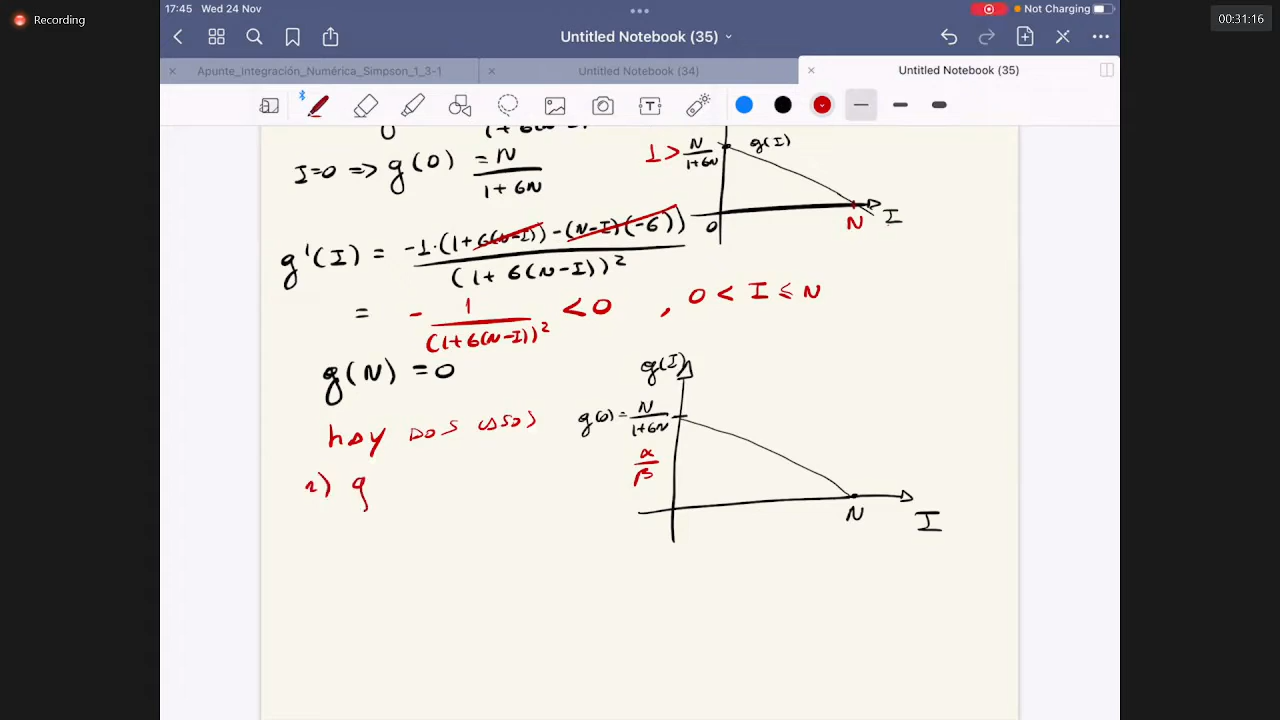 Recording
17:45 Wed 24 Nov
Not Charging
00:31:16
Untitled Notebook (35)
Apunte_Integración_Numérica_Simpson_1_3-1
Untitled Notebook (34)
Untitled Notebook (35)
I=0 => g(0) = N/(1+6N)
1 > N/(1+6N)
g(I)
0
N
I
g'(I) = (-1·(1+6(N-I)) - (N-I)(-6))/(1+6(N-I))²
= - 1/(1+6(N-I))² < 0 , 0 < I ≤ N
g(N) = 0
hay dos casos
1) g
g(I)
g(0) = N/(1+6N)
α/β
N
I